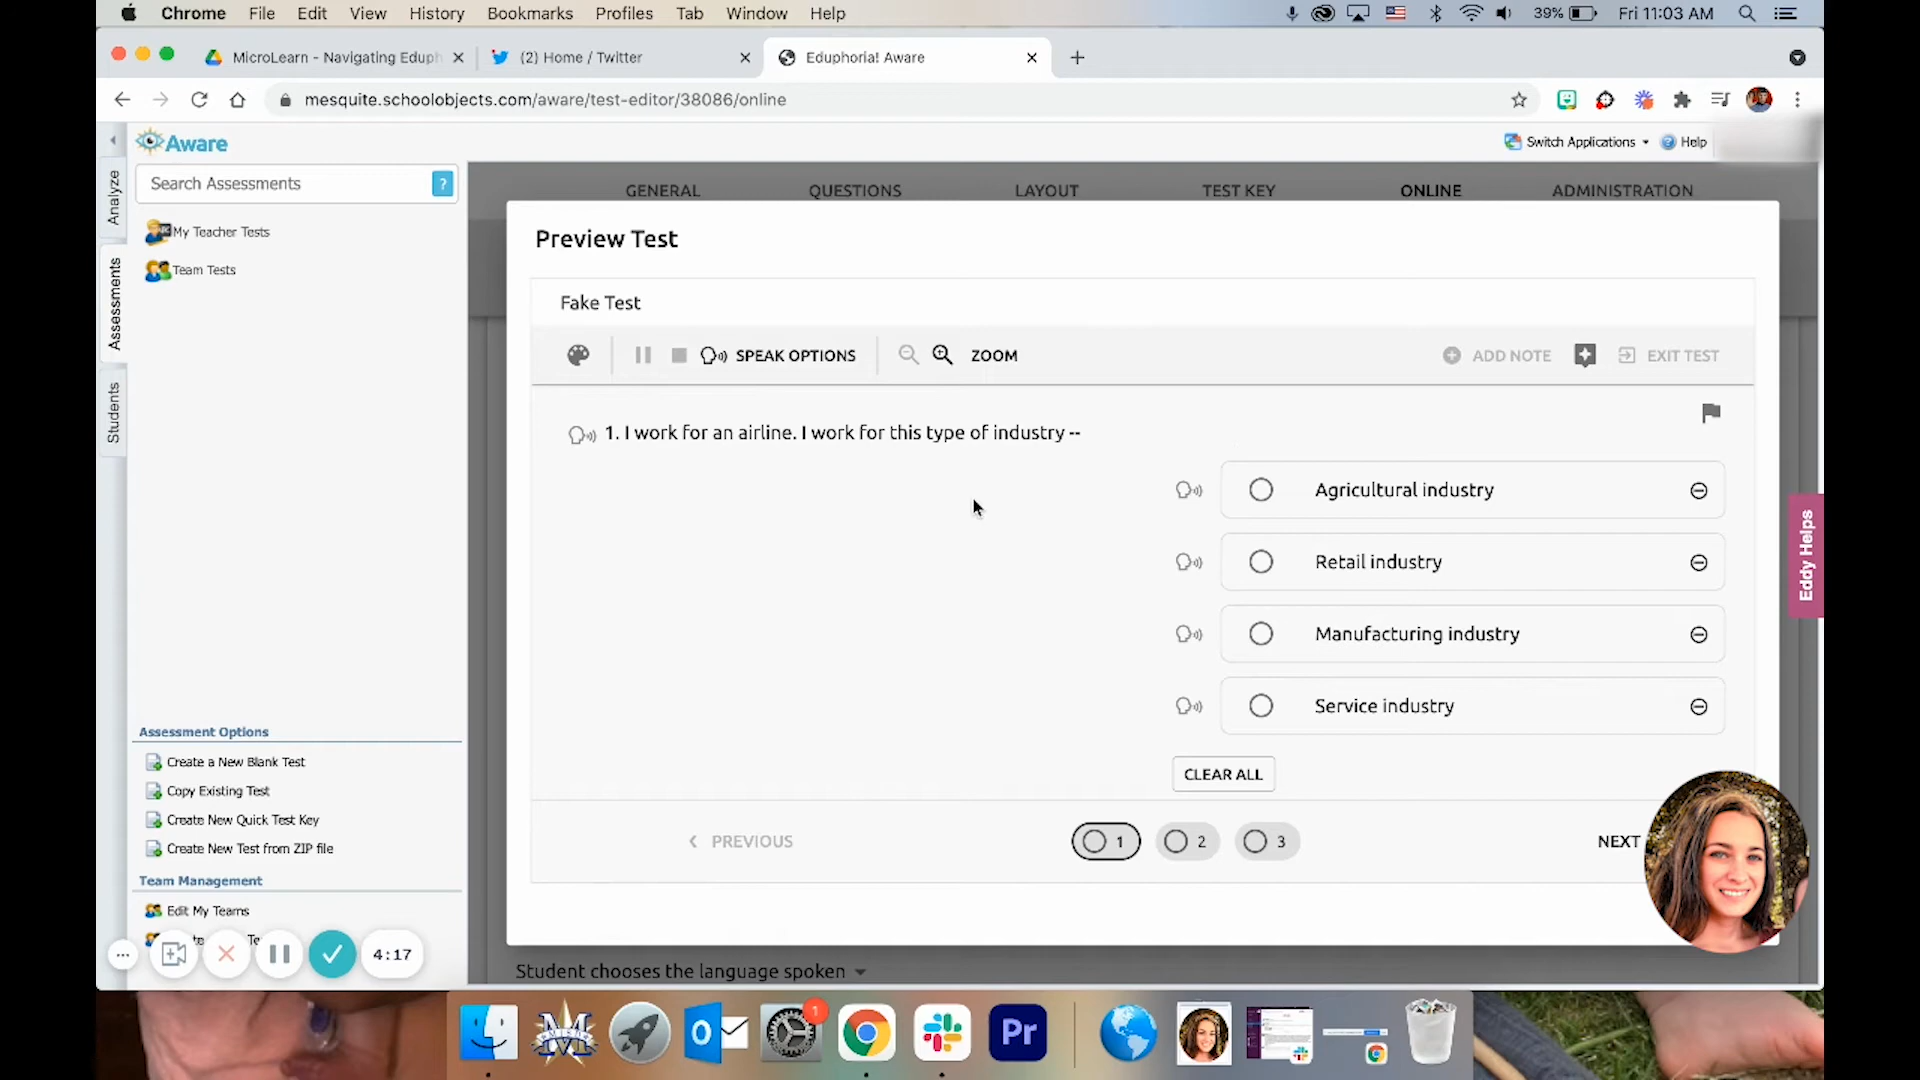 Chrome File Edit View History Bookmarks Profiles Tab Window Help 39% Fri 11:03 AM
MicroLearn - Navigating Eduph (2) Home / Twitter Eduphoria! Aware
mesquite.schoolobjects.com/aware/test-editor/38086/online
Aware Switch Applications Help
Search Assessments ?
GENERAL QUESTIONS LAYOUT TEST KEY ONLINE ADMINISTRATION
Analyze
Assessments
Students
My Teacher Tests
Team Tests
Preview Test
Fake Test
SPEAK OPTIONS ZOOM ADD NOTE EXIT TEST
1. I work for an airline. I work for this type of industry --
Agricultural industry
Retail industry
Manufacturing industry
Service industry
CLEAR ALL
PREVIOUS 1 2 3 NEXT
Eddy Helps
Assessment Options
Create a New Blank Test
Copy Existing Test
Create New Quick Test Key
Create New Test from ZIP file
Team Management
Edit My Teams
4:17
Student chooses the language spoken
M
O
1
Pr